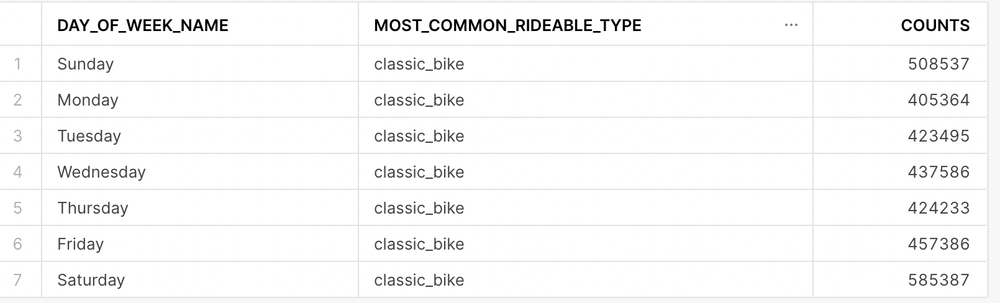 DAY_OF_WEEK_NAME MOST_COMMON_RIDEABLE_TYPE ... COUNTS
1 Sunday classic_bike 508537
2 Monday classic_bike 405364
3 Tuesday classic_bike 423495
4 Wednesday classic_bike 437586
5 Thursday classic_bike 424233
6 Friday classic_bike 457386
7 Saturday classic_bike 585387